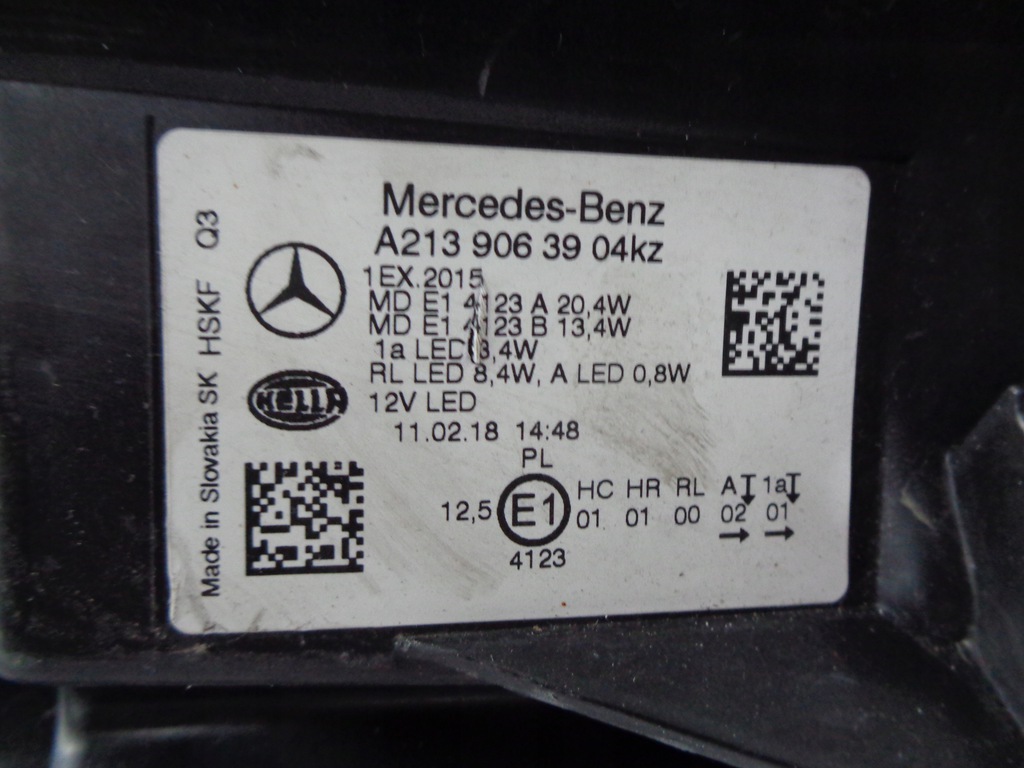 Mercedes-Benz
A213 906 39 04kz
1EX.2015
MD E1 4123 A 20,4W
MD E1 4123 B 13,4W
1a LED 3,4W
RL LED 8,4W, A LED 0,8W
12V LED
11.02.18 14:48
PL
HC HR RL A 1a
12,5 E1 01 01 00 02 01
4123
HELLA
Made in Slovakia SK HSKF Q3